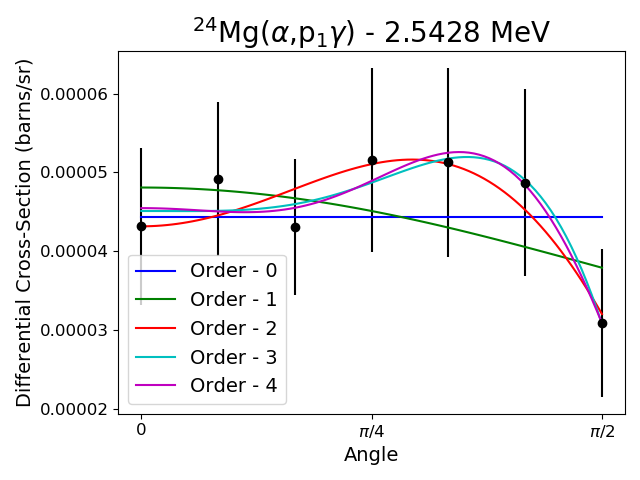 ²⁴Mg(α,p₁γ) - 2.5428 MeV
Differential Cross-Section (barns/sr)
0.00006
0.00005
0.00004
0.00003
0.00002
Order - 0
Order - 1
Order - 2
Order - 3
Order - 4
0 π/4 π/2
Angle